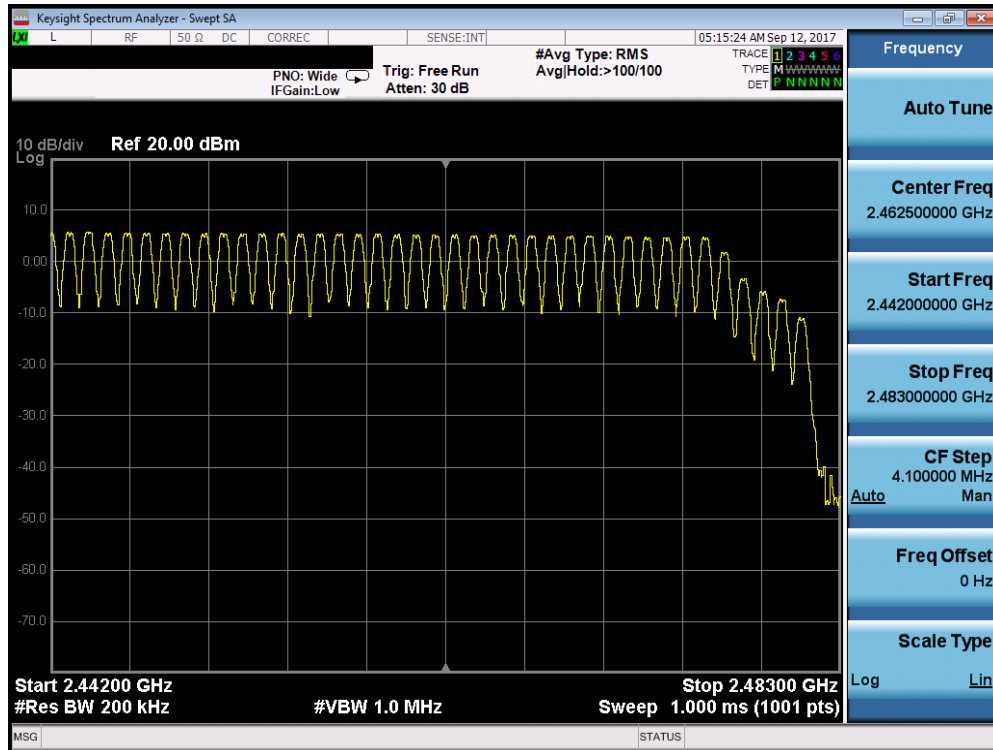 Keysight Spectrum Analyzer - Swept SA
LXI L RF 50 Ω DC CORREC SENSE:INT 05:15:24 AM Sep 12, 2017
PNO: Wide
IFGain:Low
Trig: Free Run
Atten: 30 dB
#Avg Type: RMS
Avg|Hold:>100/100
TRACE 1 2 3 4 5 6
TYPE M WWWWW
DET P N N N N N
10 dB/div Ref 20.00 dBm
Log
10.0
0.00
-10.0
-20.0
-30.0
-40.0
-50.0
-60.0
-70.0
Start 2.44200 GHz Stop 2.48300 GHz
#Res BW 200 kHz #VBW 1.0 MHz Sweep 1.000 ms (1001 pts)
MSG STATUS
Frequency
Auto Tune
Center Freq
2.462500000 GHz
Start Freq
2.442000000 GHz
Stop Freq
2.483000000 GHz
CF Step
4.100000 MHz
Auto Man
Freq Offset
0 Hz
Scale Type
Log Lin